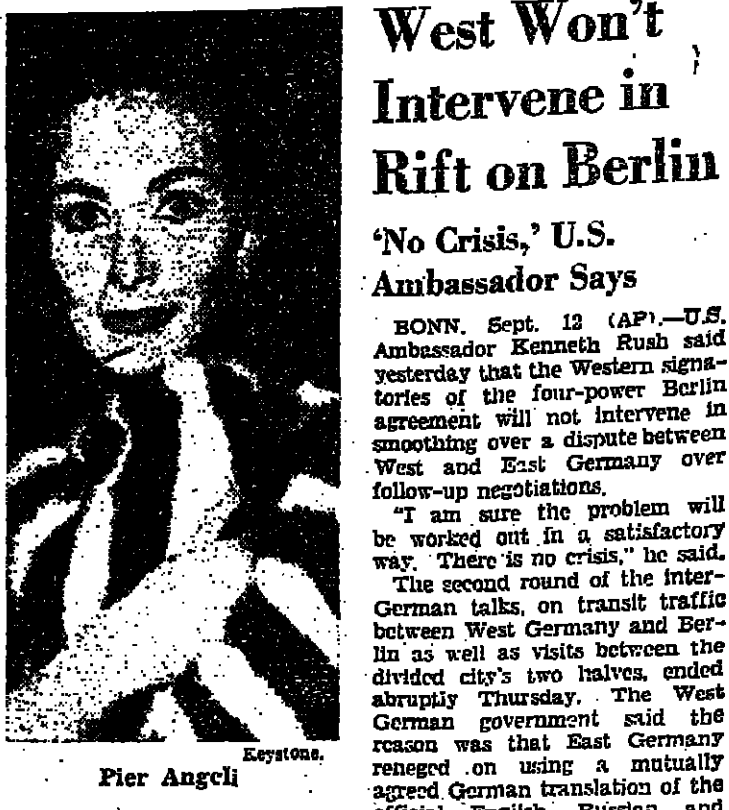 West Won't
Intervene in
Rift on Berlin
'No Crisis,' U.S.
Ambassador Says
BONN, Sept. 12 (AP).—U.S.
Ambassador Kenneth Rush said
yesterday that the Western signa-
tories of the four-power Berlin
agreement will not intervene in
smoothing over a dispute between
West and East Germany over
follow-up negotiations.
"I am sure the problem will
be worked out in a satisfactory
way. There is no crisis," he said.
The second round of the inter-
German talks, on transit traffic
between West Germany and Ber-
lin as well as visits between the
divided city's two halves, ended
abruptly Thursday. The West
German government said the
reason was that East Germany
reneged on using a mutually
agreed German translation of the
official English, Russian and
Keystone.
Pier Angeli